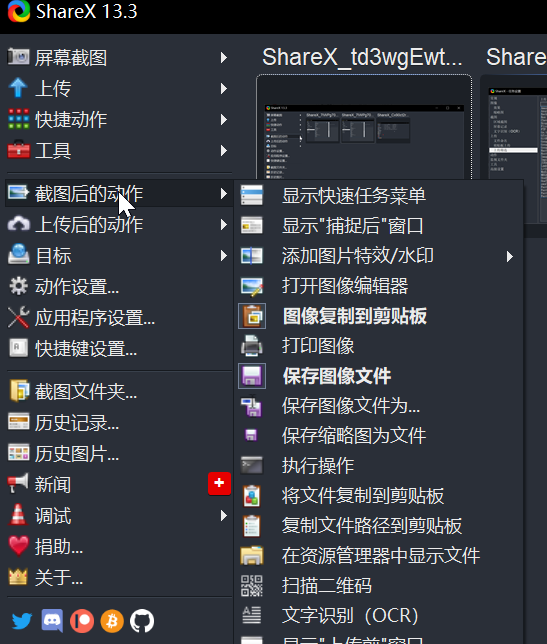 ShareX 13.3
屏幕截图
上传
快捷动作
工具
截图后的动作
上传后的动作
目标
动作设置...
应用程序设置...
快捷键设置...
截图文件夹...
历史记录...
历史图片...
新闻
调试
捐助...
关于...
ShareX_td3wgEwt...
ShareX
显示快速任务菜单
显示"捕捉后"窗口
添加图片特效/水印
打开图像编辑器
图像复制到剪贴板
打印图像
保存图像文件
保存图像文件为...
保存缩略图为文件
执行操作
将文件复制到剪贴板
复制文件路径到剪贴板
在资源管理器中显示文件
扫描二维码
文字识别（OCR）
显示"上传前"窗口